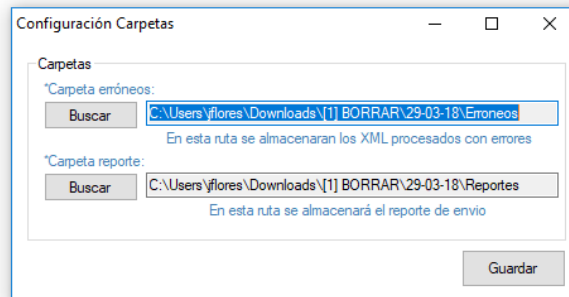 Configuración Carpetas
Carpetas
*Carpeta erróneos:
Buscar C:\Users\jflores\Downloads\[1] BORRAR\29-03-18\Erroneos
En esta ruta se almacenaran los XML procesados con errores
*Carpeta reporte:
Buscar C:\Users\jflores\Downloads\[1] BORRAR\29-03-18\Reportes
En esta ruta se almacenará el reporte de envio
Guardar